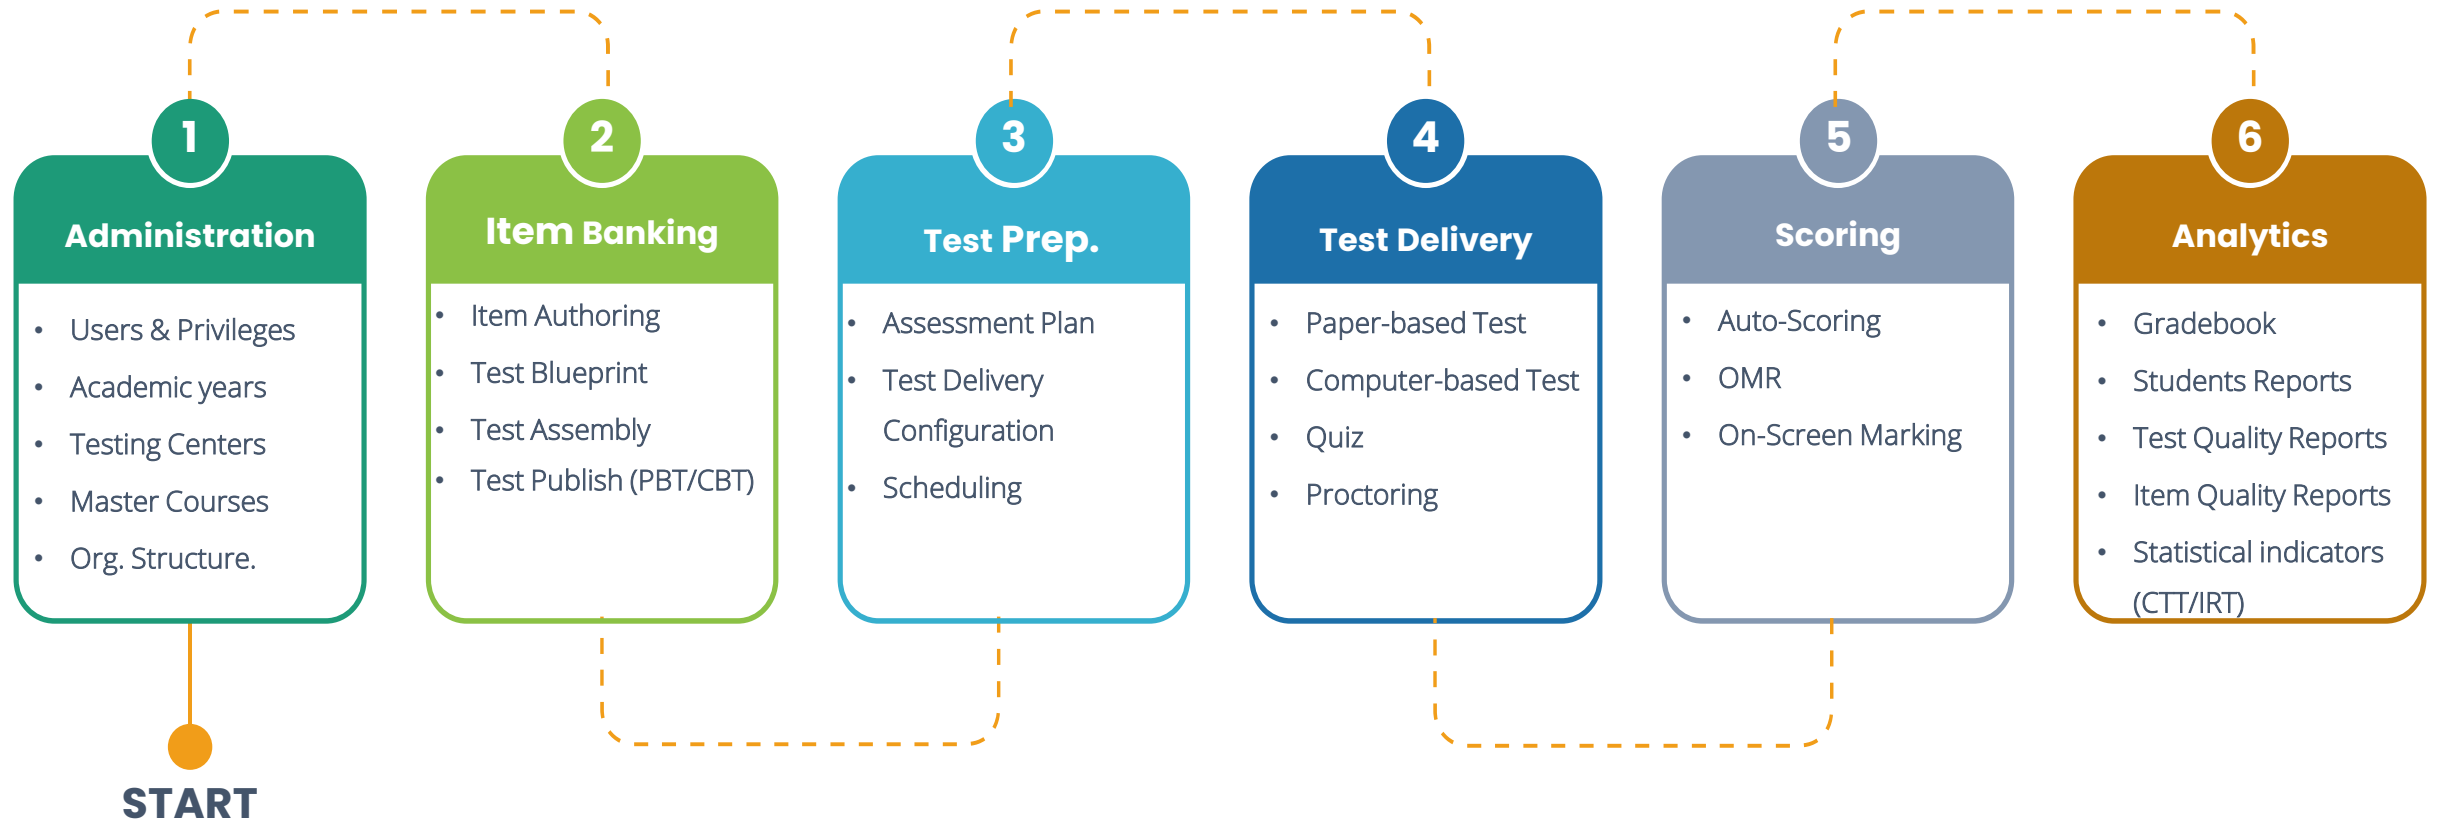 1
Administration
• Users & Privileges
• Academic years
• Testing Centers
• Master Courses
• Org. Structure.
START
2
Item Banking
• Item Authoring
• Test Blueprint
• Test Assembly
• Test Publish (PBT/CBT)
3
Test Prep.
• Assessment Plan
• Test Delivery
Configuration
• Scheduling
4
Test Delivery
• Paper-based Test
• Computer-based Test
• Quiz
• Proctoring
5
Scoring
• Auto-Scoring
• OMR
• On-Screen Marking
6
Analytics
• Gradebook
• Students Reports
• Test Quality Reports
• Item Quality Reports
• Statistical indicators
(CTT/IRT)